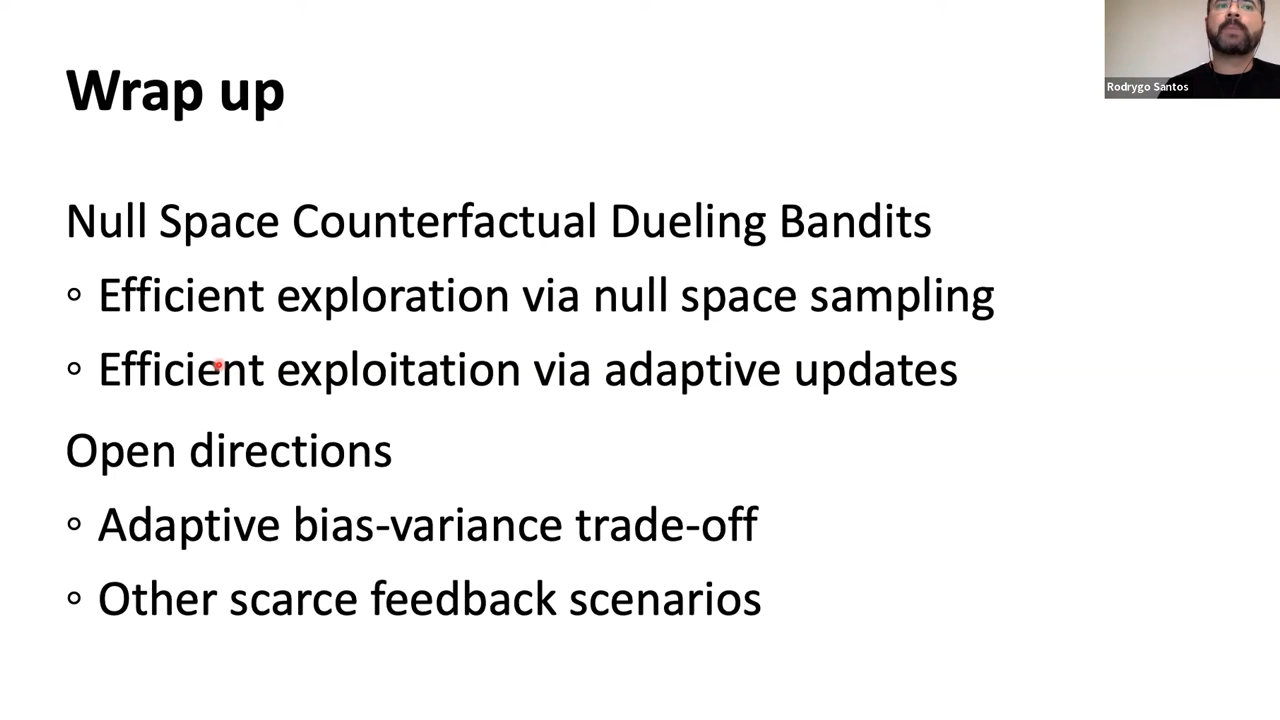 Wrap up
Rodrygo Santos
Null Space Counterfactual Dueling Bandits
◦ Efficient exploration via null space sampling
◦ Efficient exploitation via adaptive updates
Open directions
◦ Adaptive bias-variance trade-off
◦ Other scarce feedback scenarios